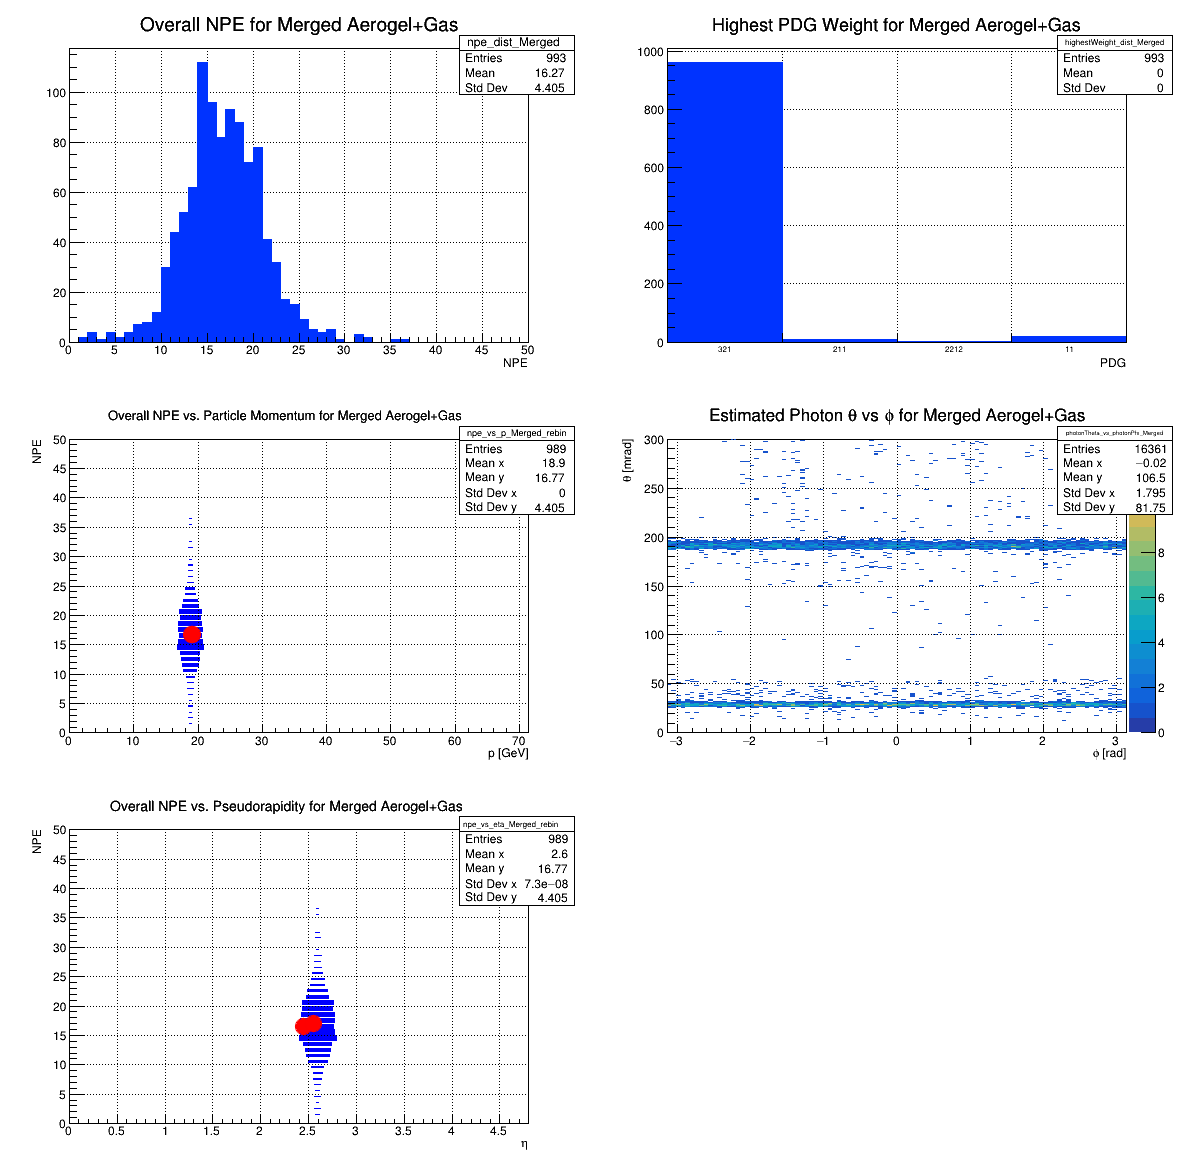 Overall NPE for Merged Aerogel+Gas
npe_dist_Merged
Entries 993
Mean 16.27
Std Dev 4.405
100
80
60
40
20
0
0 5 10 15 20 25 30 35 40 45 50
NPE
Highest PDG Weight for Merged Aerogel+Gas
highestWeight_dist_Merged
Entries 993
Mean 0
Std Dev 0
1000
800
600
400
200
0
321 211 2212 11
PDG
Overall NPE vs. Particle Momentum for Merged Aerogel+Gas
npe_vs_p_Merged_rebin
Entries 989
Mean x 18.9
Mean y 16.77
Std Dev x 0
Std Dev y 4.405
NPE
50
45
40
35
30
25
20
15
10
5
0
0 10 20 30 40 50 60 70
p [GeV]
Estimated Photon θ vs ϕ for Merged Aerogel+Gas
photonTheta_vs_photonPhi_Merged
Entries 16361
Mean x −0.02
Mean y 106.5
Std Dev x 1.795
Std Dev y 81.75
θ [mrad]
300
250
200
150
100
50
0
−3 −2 −1 0 1 2 3
ϕ [rad]
8
6
4
2
0
Overall NPE vs. Pseudorapidity for Merged Aerogel+Gas
npe_vs_eta_Merged_rebin
Entries 989
Mean x 2.6
Mean y 16.77
Std Dev x 7.3e−08
Std Dev y 4.405
NPE
50
45
40
35
30
25
20
15
10
5
0
0 0.5 1 1.5 2 2.5 3 3.5 4 4.5
η